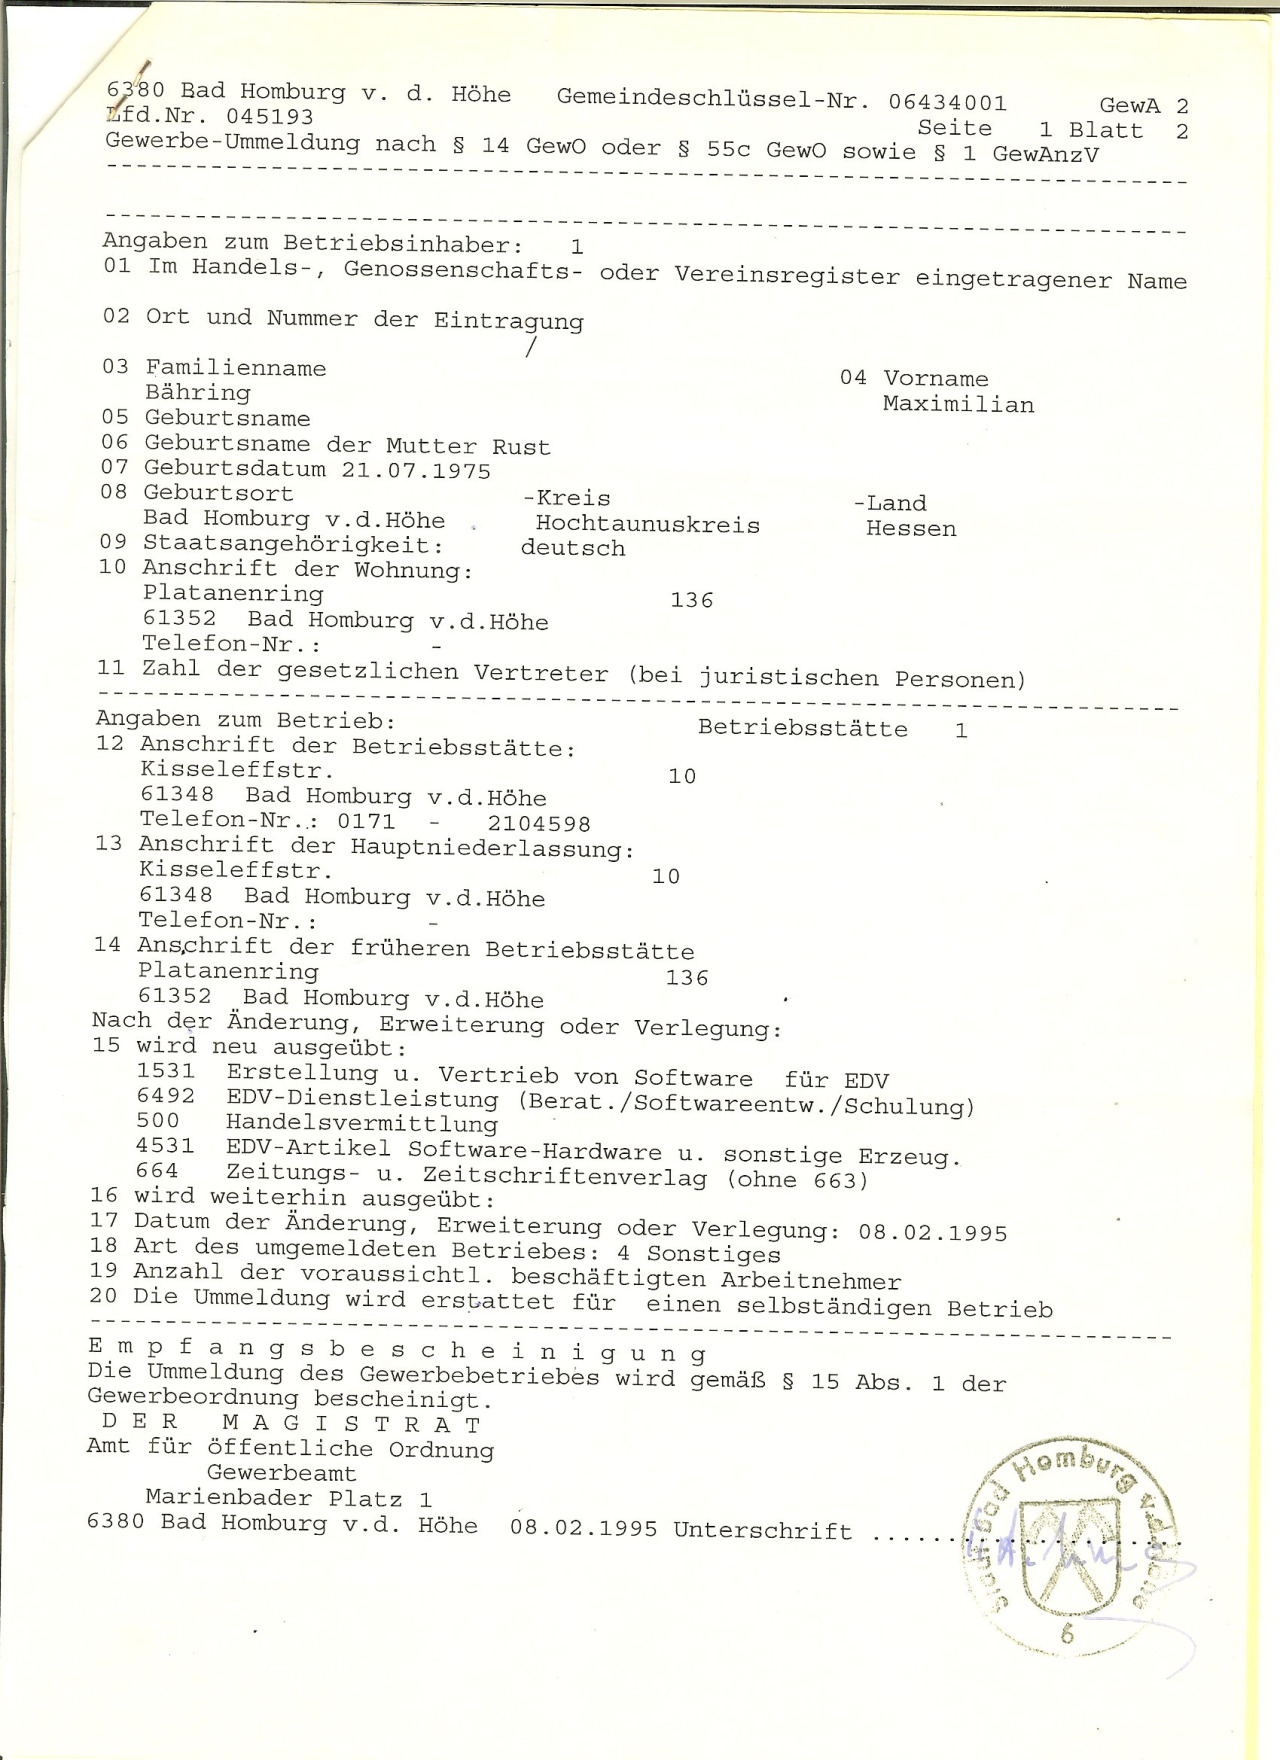 6380 Bad Homburg v. d. Höhe Gemeindeschlüssel-Nr. 06434001 GewA 2
Lfd.Nr. 045193 Seite 1 Blatt 2
Gewerbe-Ummeldung nach § 14 GewO oder § 55c GewO sowie § 1 GewAnzV
Angaben zum Betriebsinhaber: 1
01 Im Handels-, Genossenschafts- oder Vereinsregister eingetragener Name
02 Ort und Nummer der Eintragung
/
03 Familienname 04 Vorname
Bähring Maximilian
05 Geburtsname
06 Geburtsname der Mutter Rust
07 Geburtsdatum 21.07.1975
08 Geburtsort -Kreis -Land
Bad Homburg v.d.Höhe Hochtaunuskreis Hessen
09 Staatsangehörigkeit: deutsch
10 Anschrift der Wohnung:
Platanenring 136
61352 Bad Homburg v.d.Höhe
Telefon-Nr.: -
11 Zahl der gesetzlichen Vertreter (bei juristischen Personen)
Angaben zum Betrieb: Betriebsstätte 1
12 Anschrift der Betriebsstätte:
Kisseleffstr. 10
61348 Bad Homburg v.d.Höhe
Telefon-Nr.: 0171 - 2104598
13 Anschrift der Hauptniederlassung:
Kisseleffstr. 10
61348 Bad Homburg v.d.Höhe
Telefon-Nr.: -
14 Anschrift der früheren Betriebsstätte
Platanenring 136
61352 Bad Homburg v.d.Höhe
Nach der Änderung, Erweiterung oder Verlegung:
15 wird neu ausgeübt:
1531 Erstellung u. Vertrieb von Software für EDV
6492 EDV-Dienstleistung (Berat./Softwareentw./Schulung)
500 Handelsvermittlung
4531 EDV-Artikel Software-Hardware u. sonstige Erzeug.
664 Zeitungs- u. Zeitschriftenverlag (ohne 663)
16 wird weiterhin ausgeübt:
17 Datum der Änderung, Erweiterung oder Verlegung: 08.02.1995
18 Art des umgemeldeten Betriebes: 4 Sonstiges
19 Anzahl der voraussichtl. beschäftigten Arbeitnehmer
20 Die Ummeldung wird erstattet für einen selbständigen Betrieb
E m p f a n g s b e s c h e i n i g u n g
Die Ummeldung des Gewerbebetriebes wird gemäß § 15 Abs. 1 der
Gewerbeordnung bescheinigt.
D E R M A G I S T R A T
Amt für öffentliche Ordnung
Gewerbeamt
Marienbader Platz 1
6380 Bad Homburg v.d. Höhe 08.02.1995 Unterschrift .....................
Stadt Bad Homburg v.d. Höhe
6